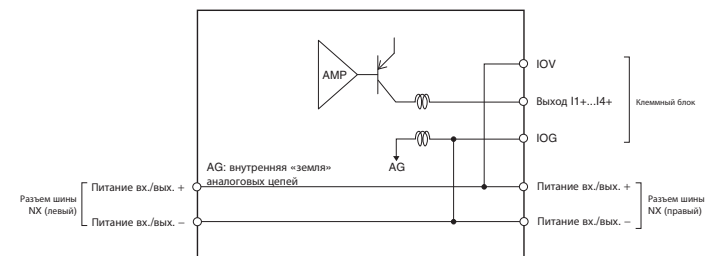 AMP
IOV
Выход I1+...I4+
Клеммный блок
IOG
AG
AG: внутренняя «земля»
аналоговых цепей
Разъем шины
NX (левый)
Питание вх./вых. +
Питание вх./вых. –
Питание вх./вых. +
Питание вх./вых. –
Разъем шины
NX (правый)